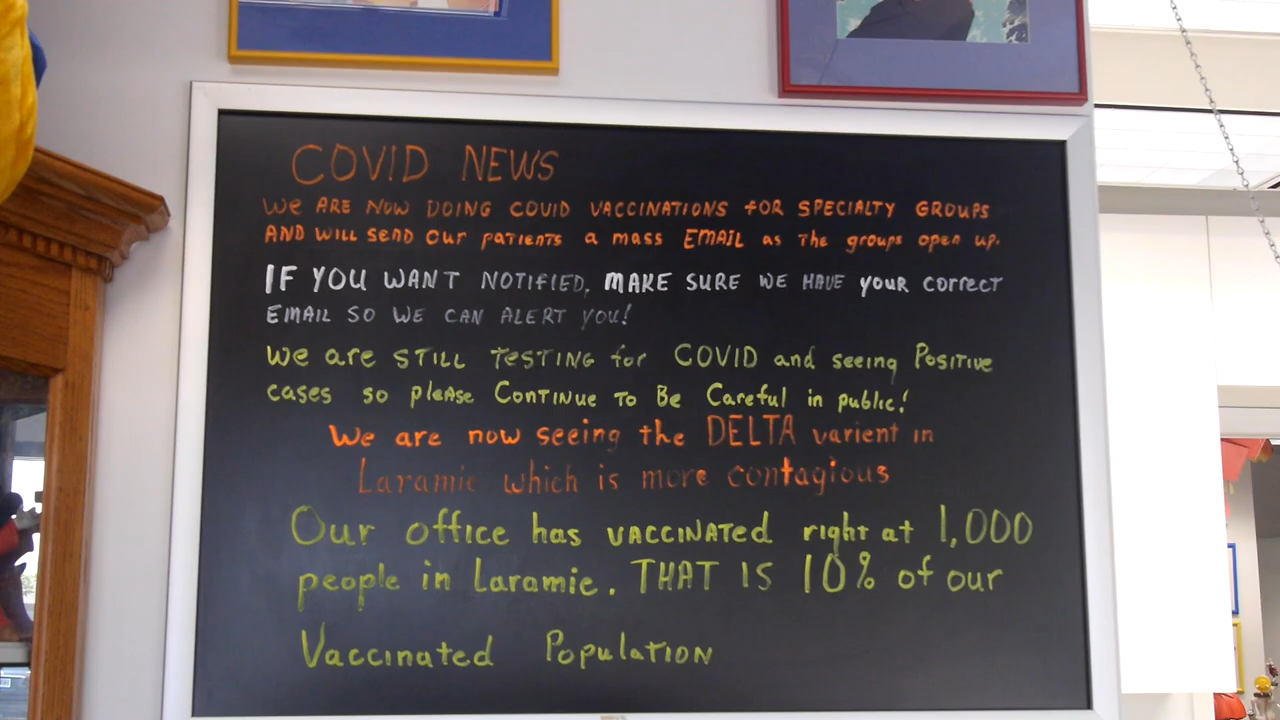 COVID NEWS
WE ARE NOW DOING COVID VACCINATIONS for SPECIALTY GROUPS
AND WILL SEND OUR PATIENTS a mass EMAIL as The groups open up.
IF YOU WANT NOTIFIED, MAKE SURE WE HAVE your correct
EMAIL SO WE CAN ALERT YOU!
We are STILL TESTING for COVID and seeing Positive
cases so please Continue To Be Careful in public!
We are now seeing the DELTA varient in
Laramie which is more contagious
Our office has VACCINATED right at 1,000
people in Laramie. THAT IS 10% of our
Vaccinated Population